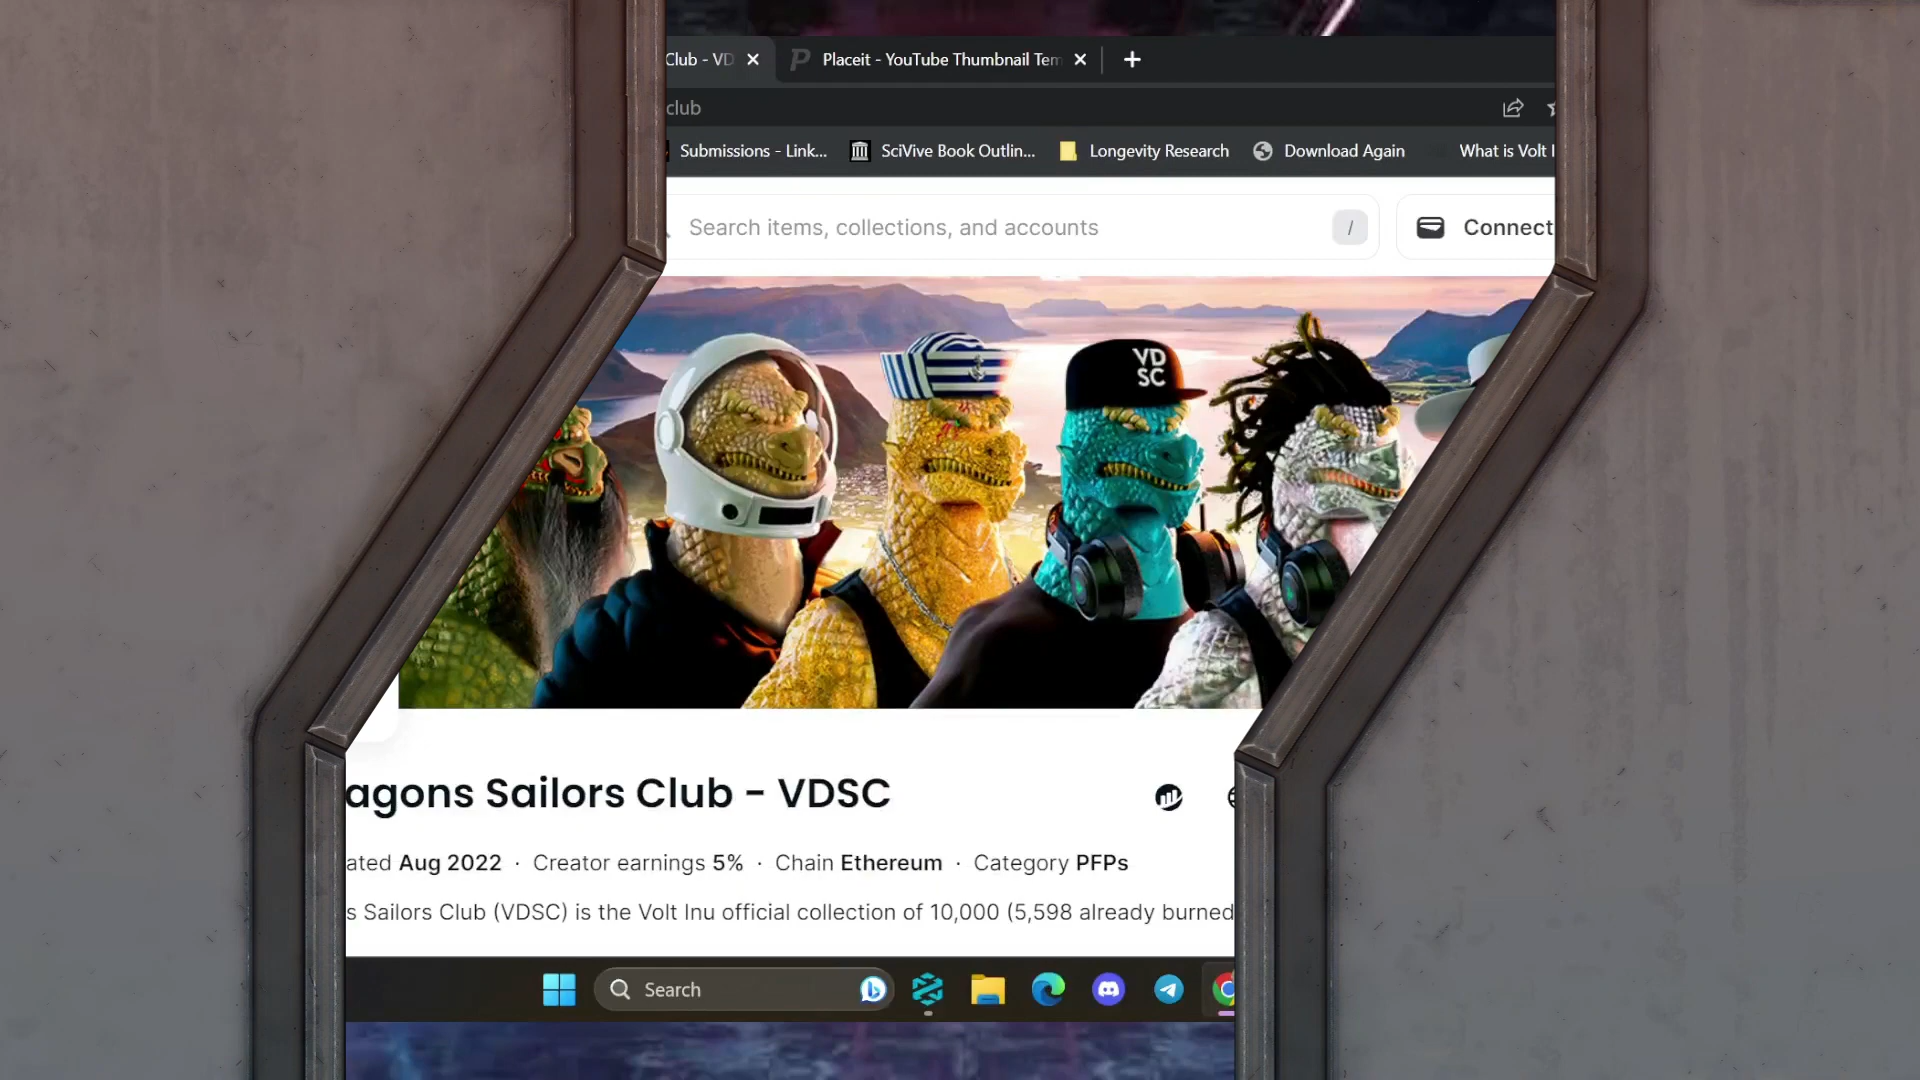 Club - VD
Placeit - YouTube Thumbnail Tem
club
Submissions - Link... SciVive Book Outlin... Longevity Research Download Again What is Volt I
Search items, collections, and accounts / Connect
VD
SC
agons Sailors Club - VDSC
ated Aug 2022 · Creator earnings 5% · Chain Ethereum · Category PFPs
s Sailors Club (VDSC) is the Volt Inu official collection of 10,000 (5,598 already burned
Search